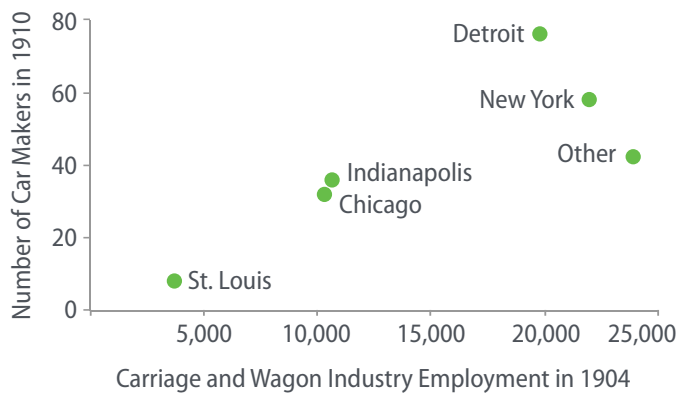 Number of Car Makers in 1910
80
60
40
20
0
Detroit
New York
Other
Indianapolis
Chicago
St. Louis
5,000 10,000 15,000 20,000 25,000
Carriage and Wagon Industry Employment in 1904